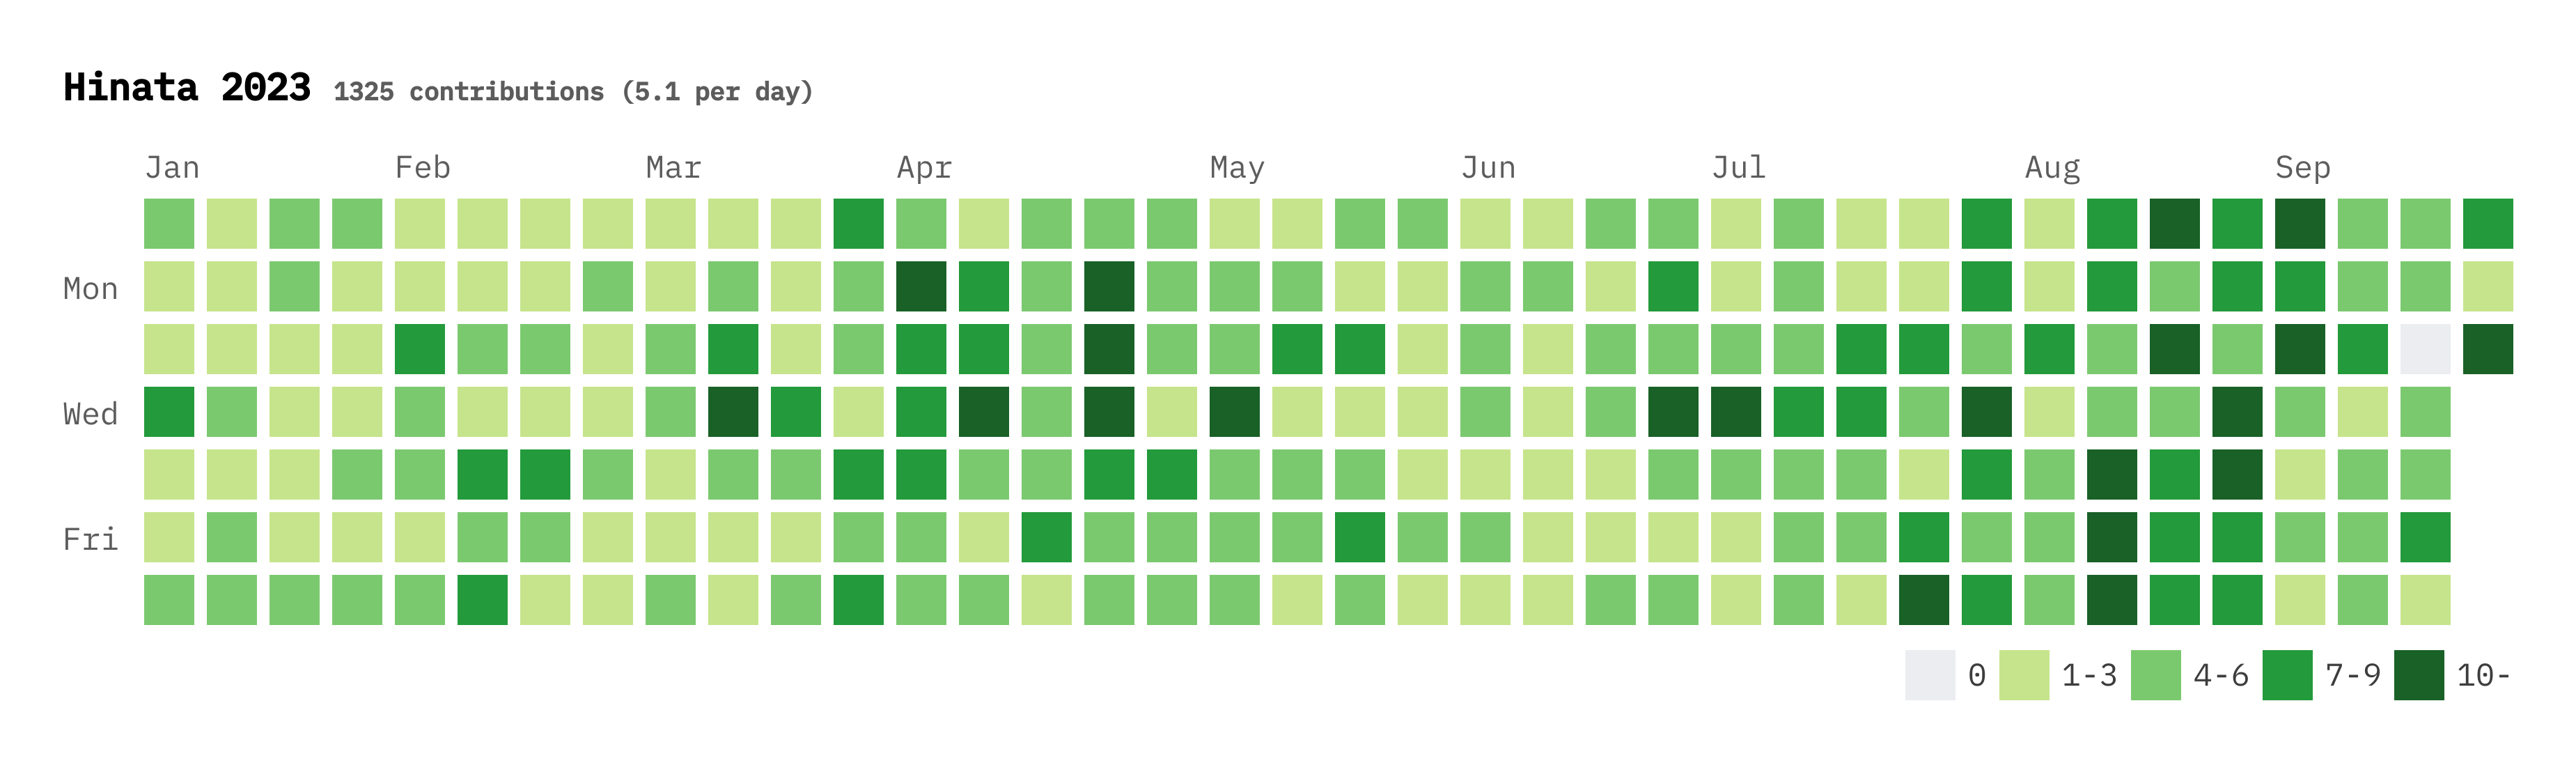 Hinata 2023 1325 contributions (5.1 per day)
Jan Feb Mar Apr May Jun Jul Aug Sep
Mon
Wed
Fri
0 1-3 4-6 7-9 10-